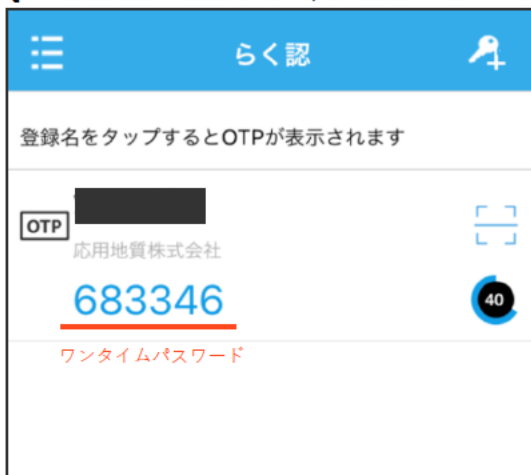 らく認
登録名をタップするとOTPが表示されます
OTP
応用地質株式会社
683346
40
ワンタイムパスワード